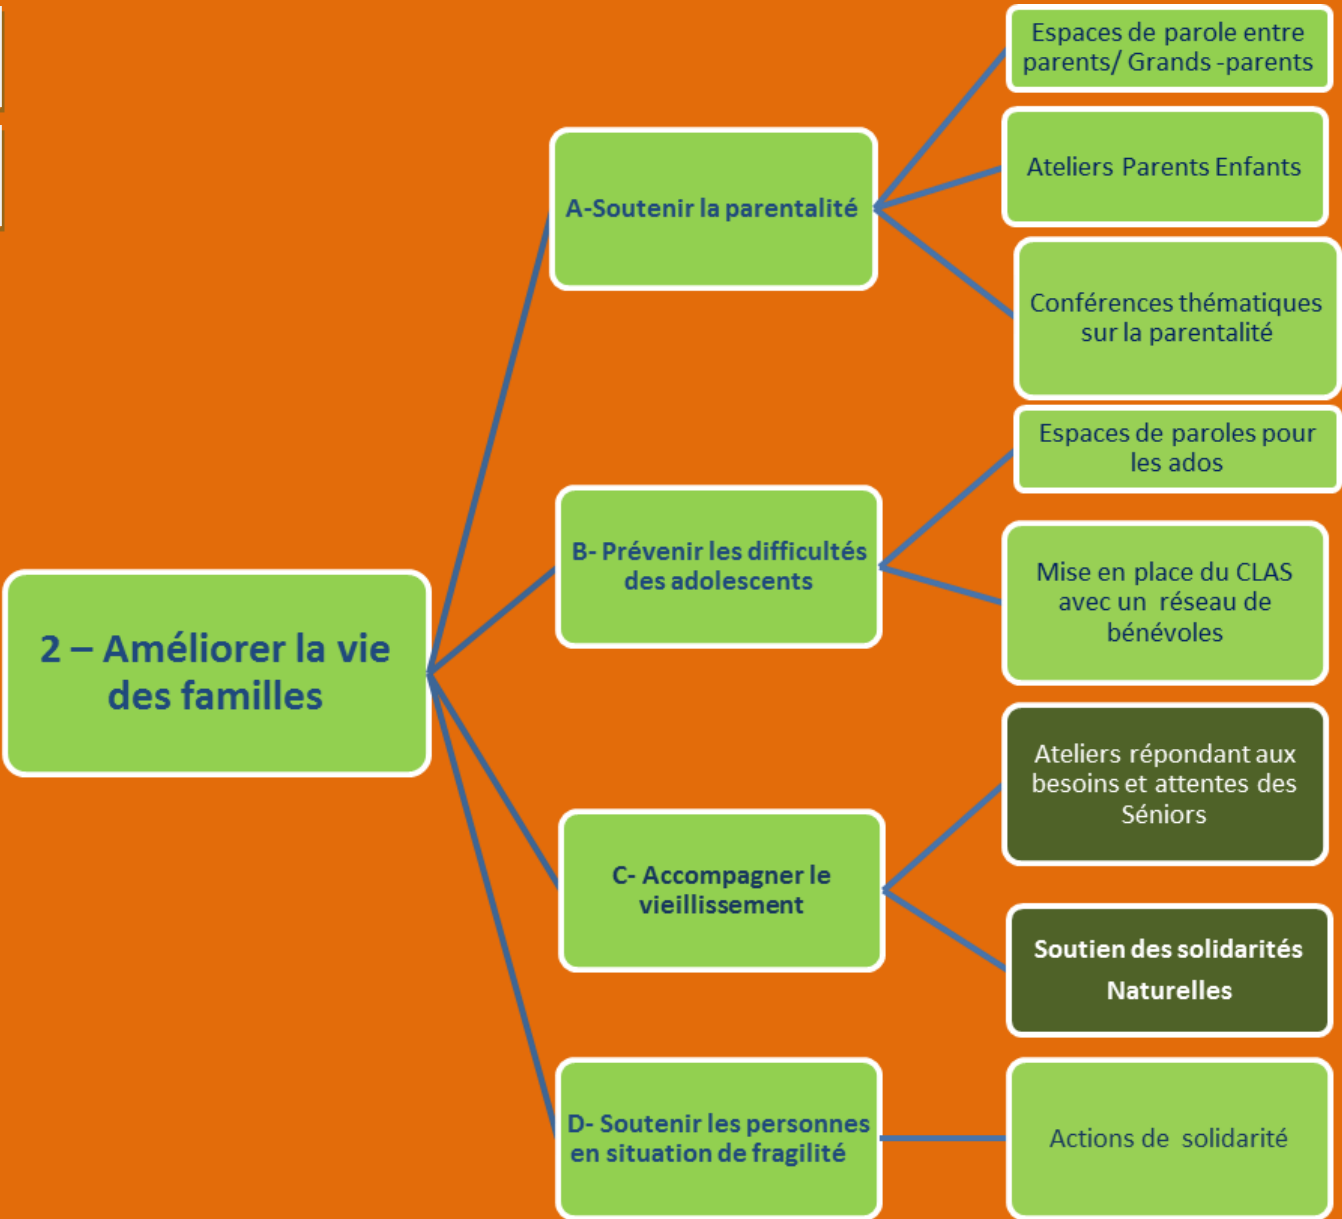 2 – Améliorer la vie
des familles
A-Soutenir la parentalité
Espaces de parole entre
parents/ Grands -parents
Ateliers Parents Enfants
Conférences thématiques
sur la parentalité
B- Prévenir les difficultés
des adolescents
Espaces de paroles pour
les ados
Mise en place du CLAS
avec un réseau de
bénévoles
C- Accompagner le
vieillissement
Ateliers répondant aux
besoins et attentes des
Séniors
Soutien des solidarités
Naturelles
D- Soutenir les personnes
en situation de fragilité
Actions de solidarité